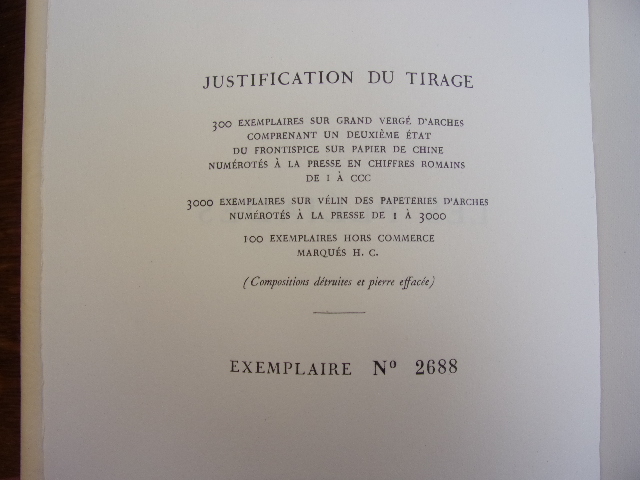 JUSTIFICATION DU TIRAGE
300 EXEMPLAIRES SUR GRAND VERGÉ D'ARCHES
COMPRENANT UN DEUXIÈME ÉTAT
DU FRONTISPICE SUR PAPIER DE CHINE
NUMÉROTÉS À LA PRESSE EN CHIFFRES ROMAINS
DE I À CCC
3000 EXEMPLAIRES SUR VÉLIN DES PAPETERIES D'ARCHES
NUMÉROTÉS À LA PRESSE DE 1 À 3000
100 EXEMPLAIRES HORS COMMERCE
MARQUÉS H. C.
(Compositions détruites et pierre effacée)
EXEMPLAIRE Nº 2688